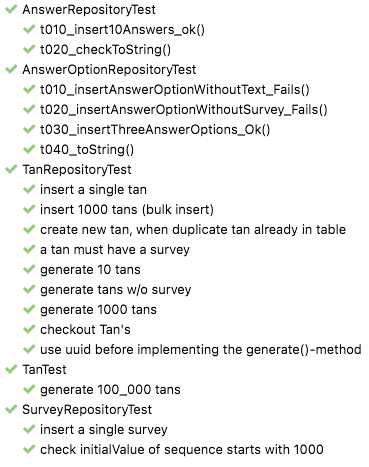 AnswerRepositoryTest
t010_insert10Answers_ok()
t020_checkToString()
AnswerOptionRepositoryTest
t010_insertAnswerOptionWithoutText_Fails()
t020_insertAnswerOptionWithoutSurvey_Fails()
t030_insertThreeAnswerOptions_Ok()
t040_toString()
TanRepositoryTest
insert a single tan
insert 1000 tans (bulk insert)
create new tan, when duplicate tan already in table
a tan must have a survey
generate 10 tans
generate tans w/o survey
generate 1000 tans
checkout Tan's
use uuid before implementing the generate()-method
TanTest
generate 100_000 tans
SurveyRepositoryTest
insert a single survey
check initialValue of sequence starts with 1000